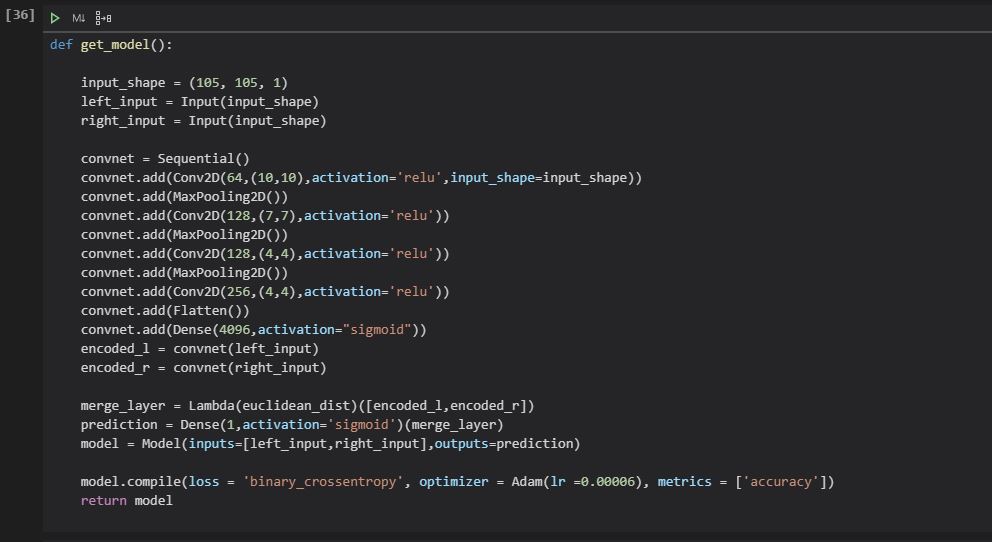 [36]
M↓
def get_model():
    input_shape = (105, 105, 1)
    left_input = Input(input_shape)
    right_input = Input(input_shape)
    convnet = Sequential()
    convnet.add(Conv2D(64,(10,10),activation='relu',input_shape=input_shape))
    convnet.add(MaxPooling2D())
    convnet.add(Conv2D(128,(7,7),activation='relu'))
    convnet.add(MaxPooling2D())
    convnet.add(Conv2D(128,(4,4),activation='relu'))
    convnet.add(MaxPooling2D())
    convnet.add(Conv2D(256,(4,4),activation='relu'))
    convnet.add(Flatten())
    convnet.add(Dense(4096,activation="sigmoid"))
    encoded_l = convnet(left_input)
    encoded_r = convnet(right_input)
    merge_layer = Lambda(euclidean_dist)([encoded_l,encoded_r])
    prediction = Dense(1,activation='sigmoid')(merge_layer)
    model = Model(inputs=[left_input,right_input],outputs=prediction)
    model.compile(loss = 'binary_crossentropy', optimizer = Adam(lr =0.00006), metrics = ['accuracy'])
    return model